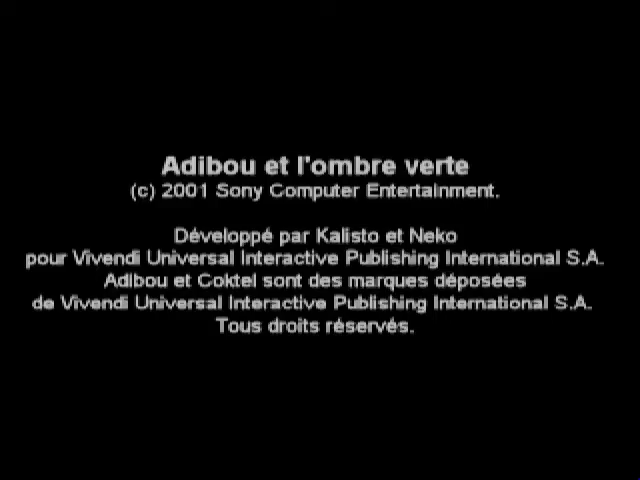 Adibou et l'ombre verte
(c) 2001 Sony Computer Entertainment.
Développé par Kalisto et Neko
pour Vivendi Universal Interactive Publishing International S.A.
Adibou et Coktel sont des marques déposées
de Vivendi Universal Interactive Publishing International S.A.
Tous droits réservés.